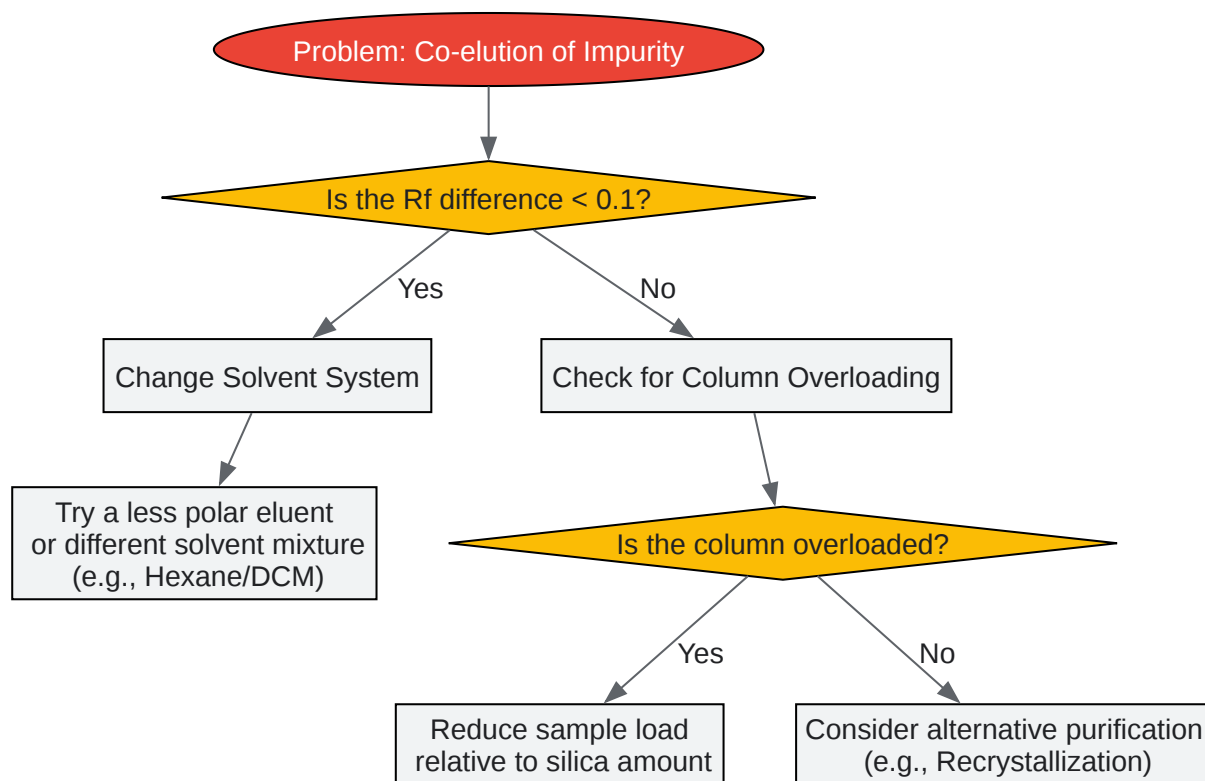 Problem: Co-elution of Impurity
Is the Rf difference < 0.1?
Yes
No
Change Solvent System
Check for Column Overloading
Try a less polar eluent
or different solvent mixture
(e.g., Hexane/DCM)
Is the column overloaded?
Yes
No
Reduce sample load
relative to silica amount
Consider alternative purification
(e.g., Recrystallization)